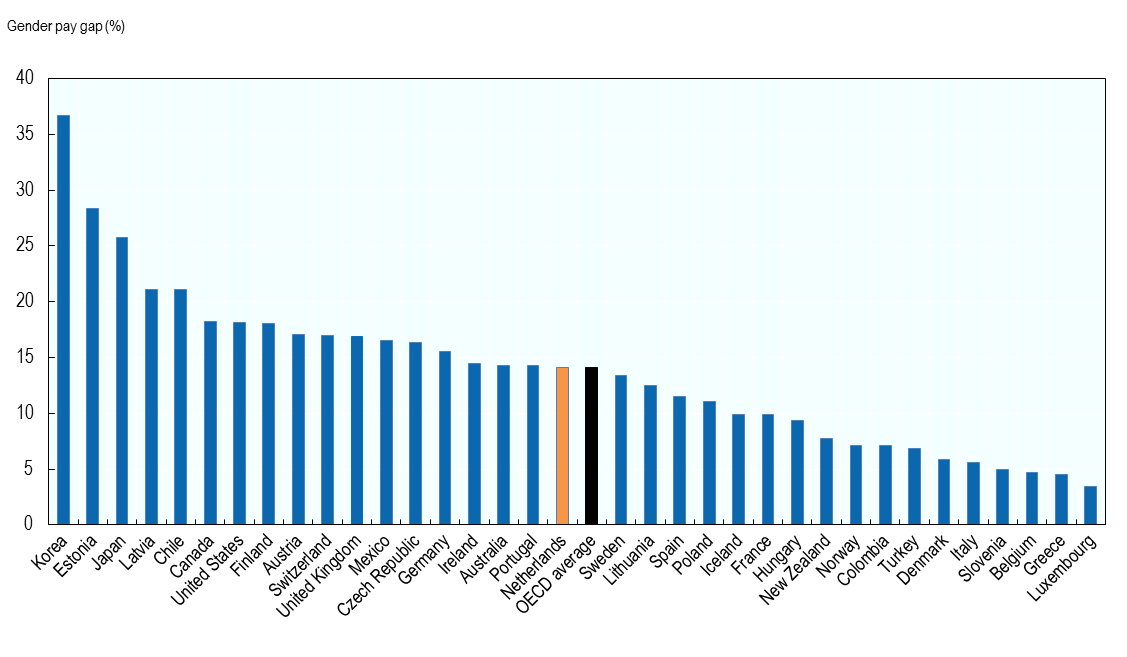 Gender pay gap (%)
40
35
30
25
20
15
10
5
0
Korea
Estonia
Japan
Latvia
Chile
Canada
United States
Finland
Austria
Switzerland
United Kingdom
Mexico
Czech Republic
Germany
Ireland
Australia
Portugal
Netherlands
OECD average
Sweden
Lithuania
Spain
Poland
Iceland
France
Hungary
New Zealand
Norway
Colombia
Turkey
Denmark
Italy
Slovenia
Belgium
Greece
Luxembourg